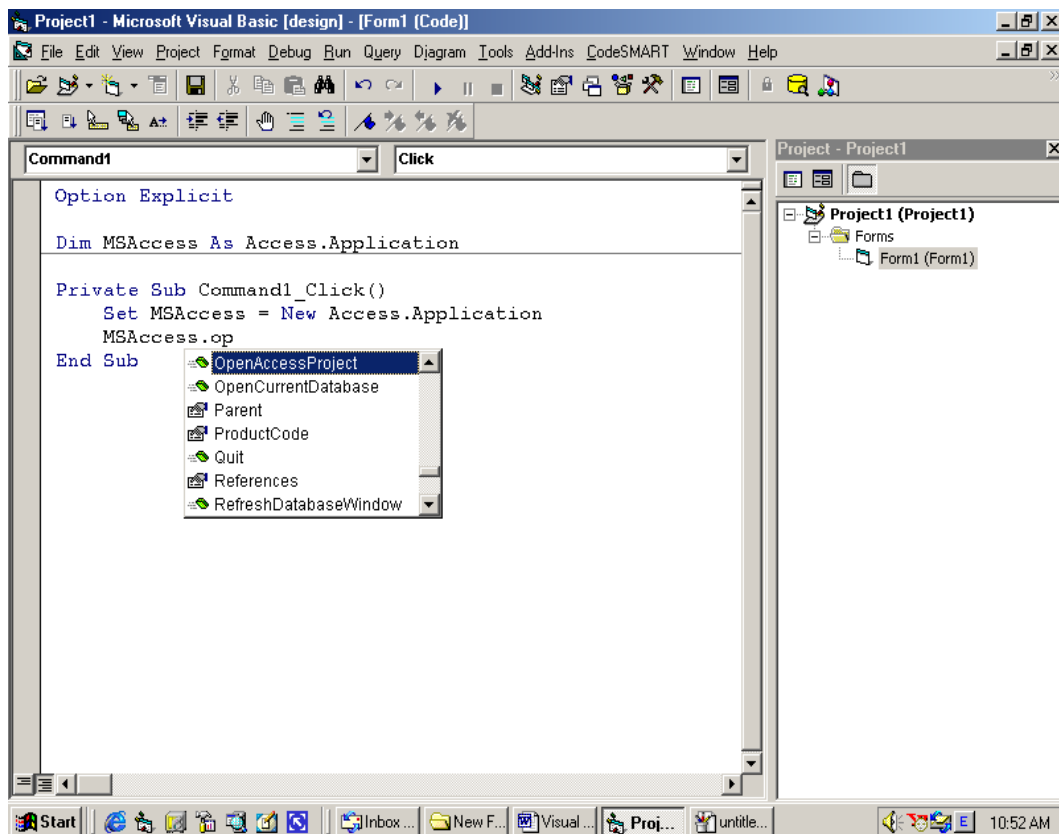 Project1 - Microsoft Visual Basic [design] - [Form1 (Code)]
File Edit View Project Format Debug Run Query Diagram Tools Add-Ins CodeSMART Window Help
Command1 Click
Project - Project1
Option Explicit
Dim MSAccess As Access.Application
Private Sub Command1_Click()
Set MSAccess = New Access.Application
MSAccess.op
End Sub
OpenAccessProject
OpenCurrentDatabase
Parent
ProductCode
Quit
References
RefreshDatabaseWindow
Project1 (Project1)
Forms
Form1 (Form1)
Start Inbox ... New F... Visual ... Proj... untitle... E 10:52 AM